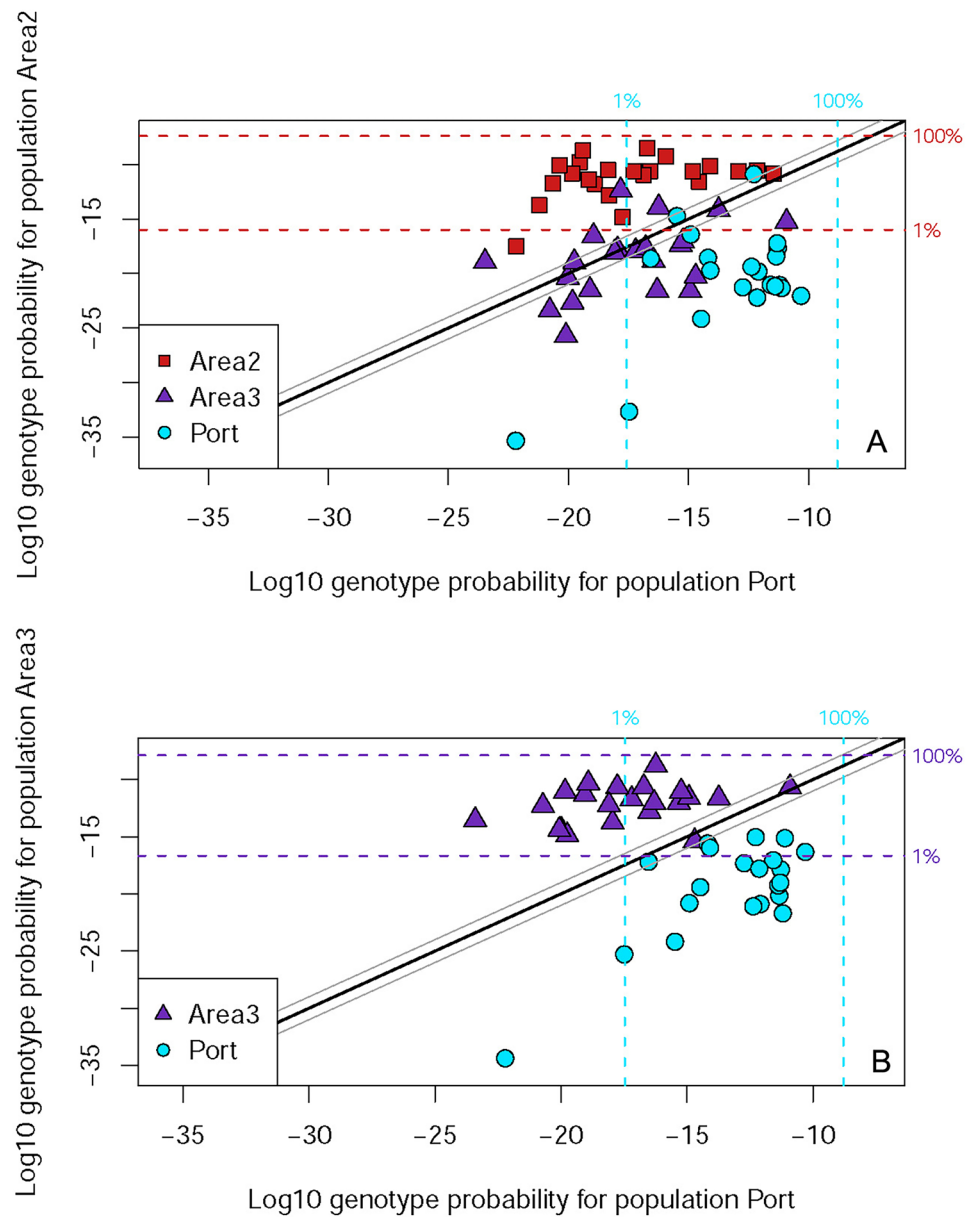 Log10 genotype probability for population Area2
1% 100%
100%
−15
1%
−25
Area2
Area3
−35
Port
A
−35 −30 −25 −20 −15 −10
Log10 genotype probability for population Port
Log10 genotype probability for population Area3
1% 100%
100%
−15
1%
−25
Area3
Port
−35
B
−35 −30 −25 −20 −15 −10
Log10 genotype probability for population Port